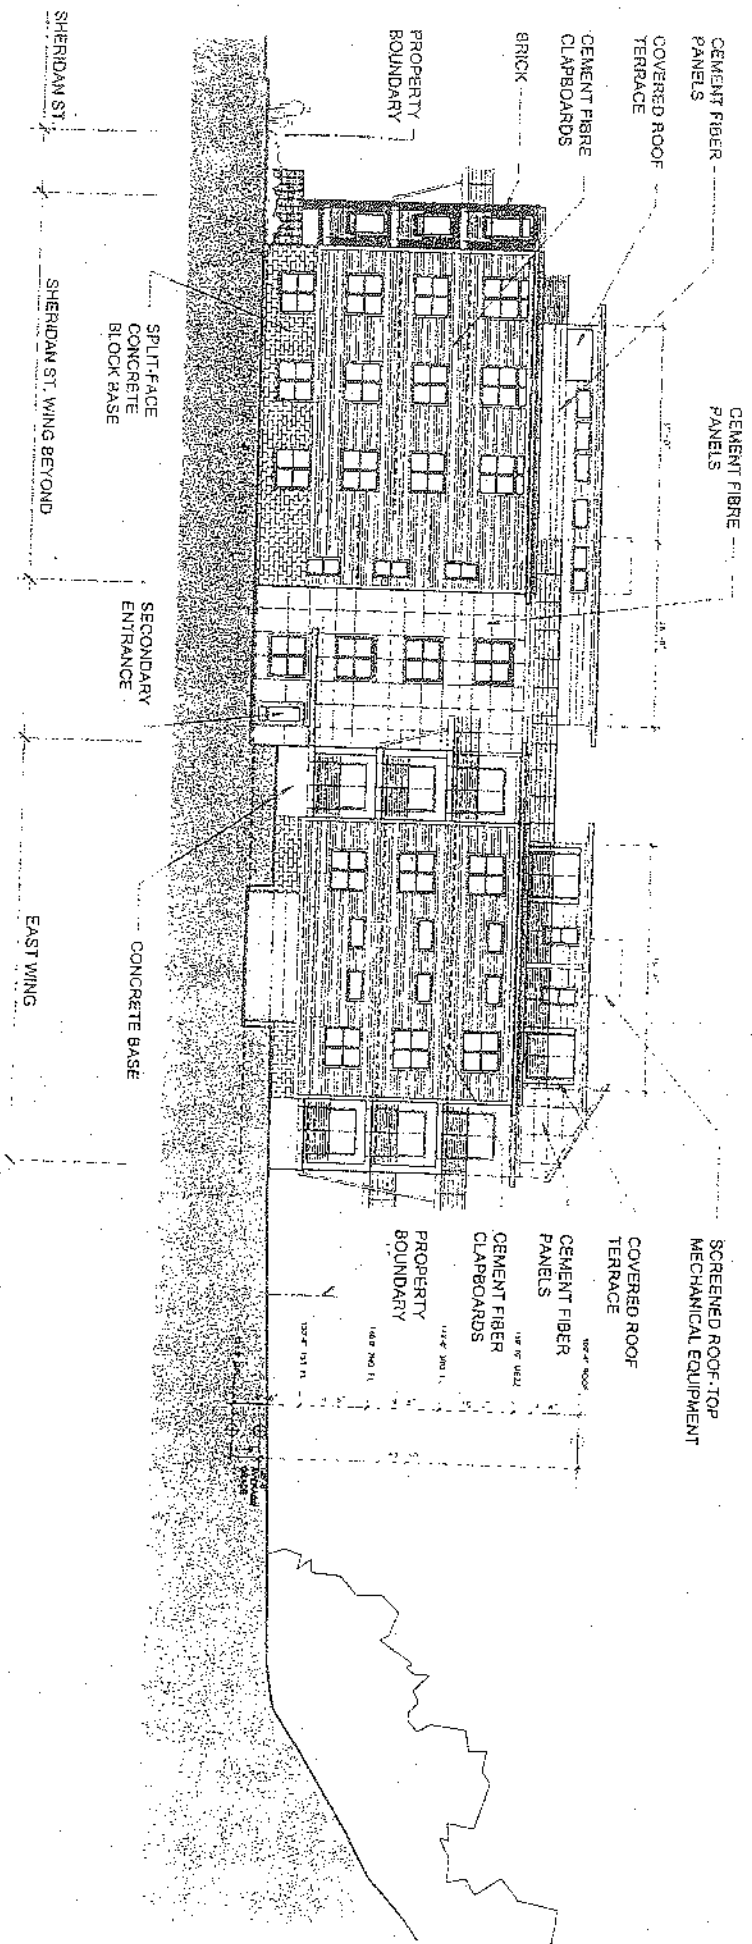 CEMENT FIBER
PANELS
COVERED ROOF
TERRACE
CEMENT FIBRE
CLAPBOARDS
BRICK
PROPERTY
BOUNDARY
SHERIDAN ST.
CEMENT FIBRE
PANELS
SPLIT-FACE
CONCRETE
BLOCK BASE
SHERIDAN ST. WING BEYOND
SECONDARY
ENTRANCE
CONCRETE BASE
EAST WING
SCREENED ROOF-TOP
MECHANICAL EQUIPMENT
COVERED ROOF
TERRACE
CEMENT FIBER
PANELS
CEMENT FIBER
CLAPBOARDS
PROPERTY
BOUNDARY
AVERAGE
GRADE